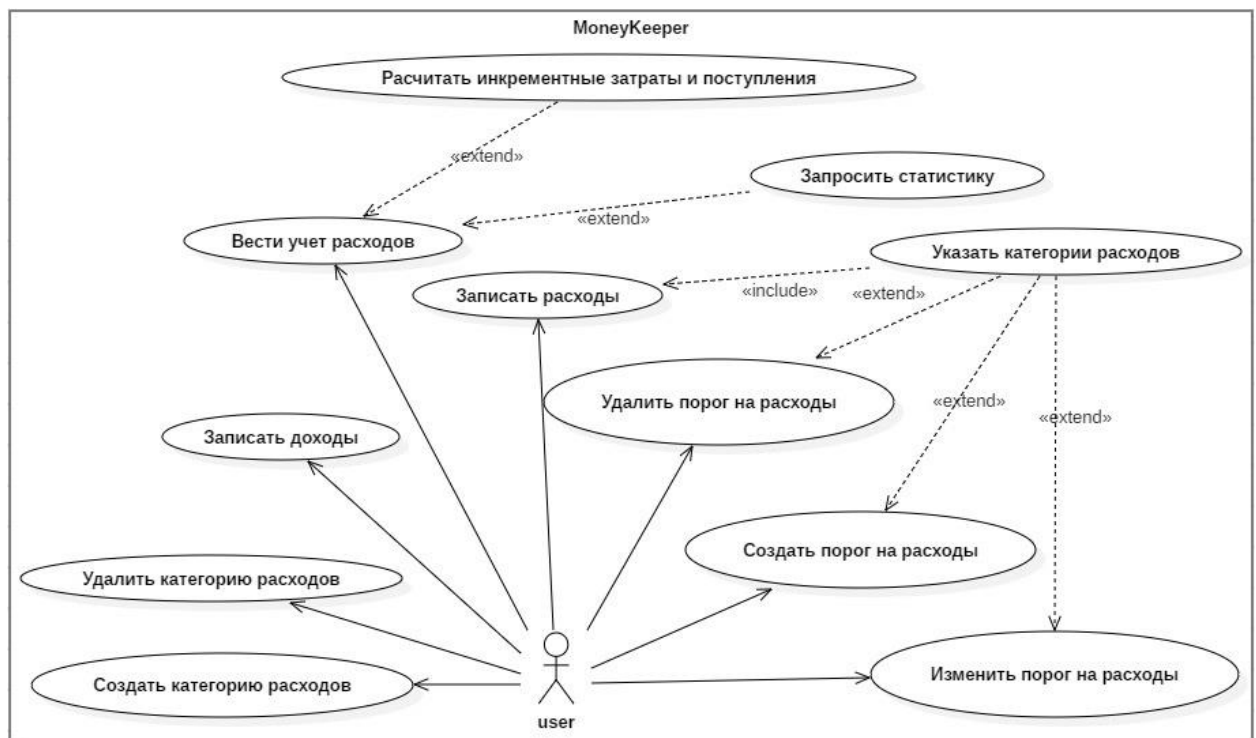 MoneyKeeper
Расчитать инкрементные затраты и поступления
«extend»
Запросить статистику
«extend»
Вести учет расходов
Указать категории расходов
«include»
«extend»
Записать расходы
Удалить порог на расходы
«extend»
«extend»
Записать доходы
Создать порог на расходы
Удалить категорию расходов
Изменить порог на расходы
Создать категорию расходов
user